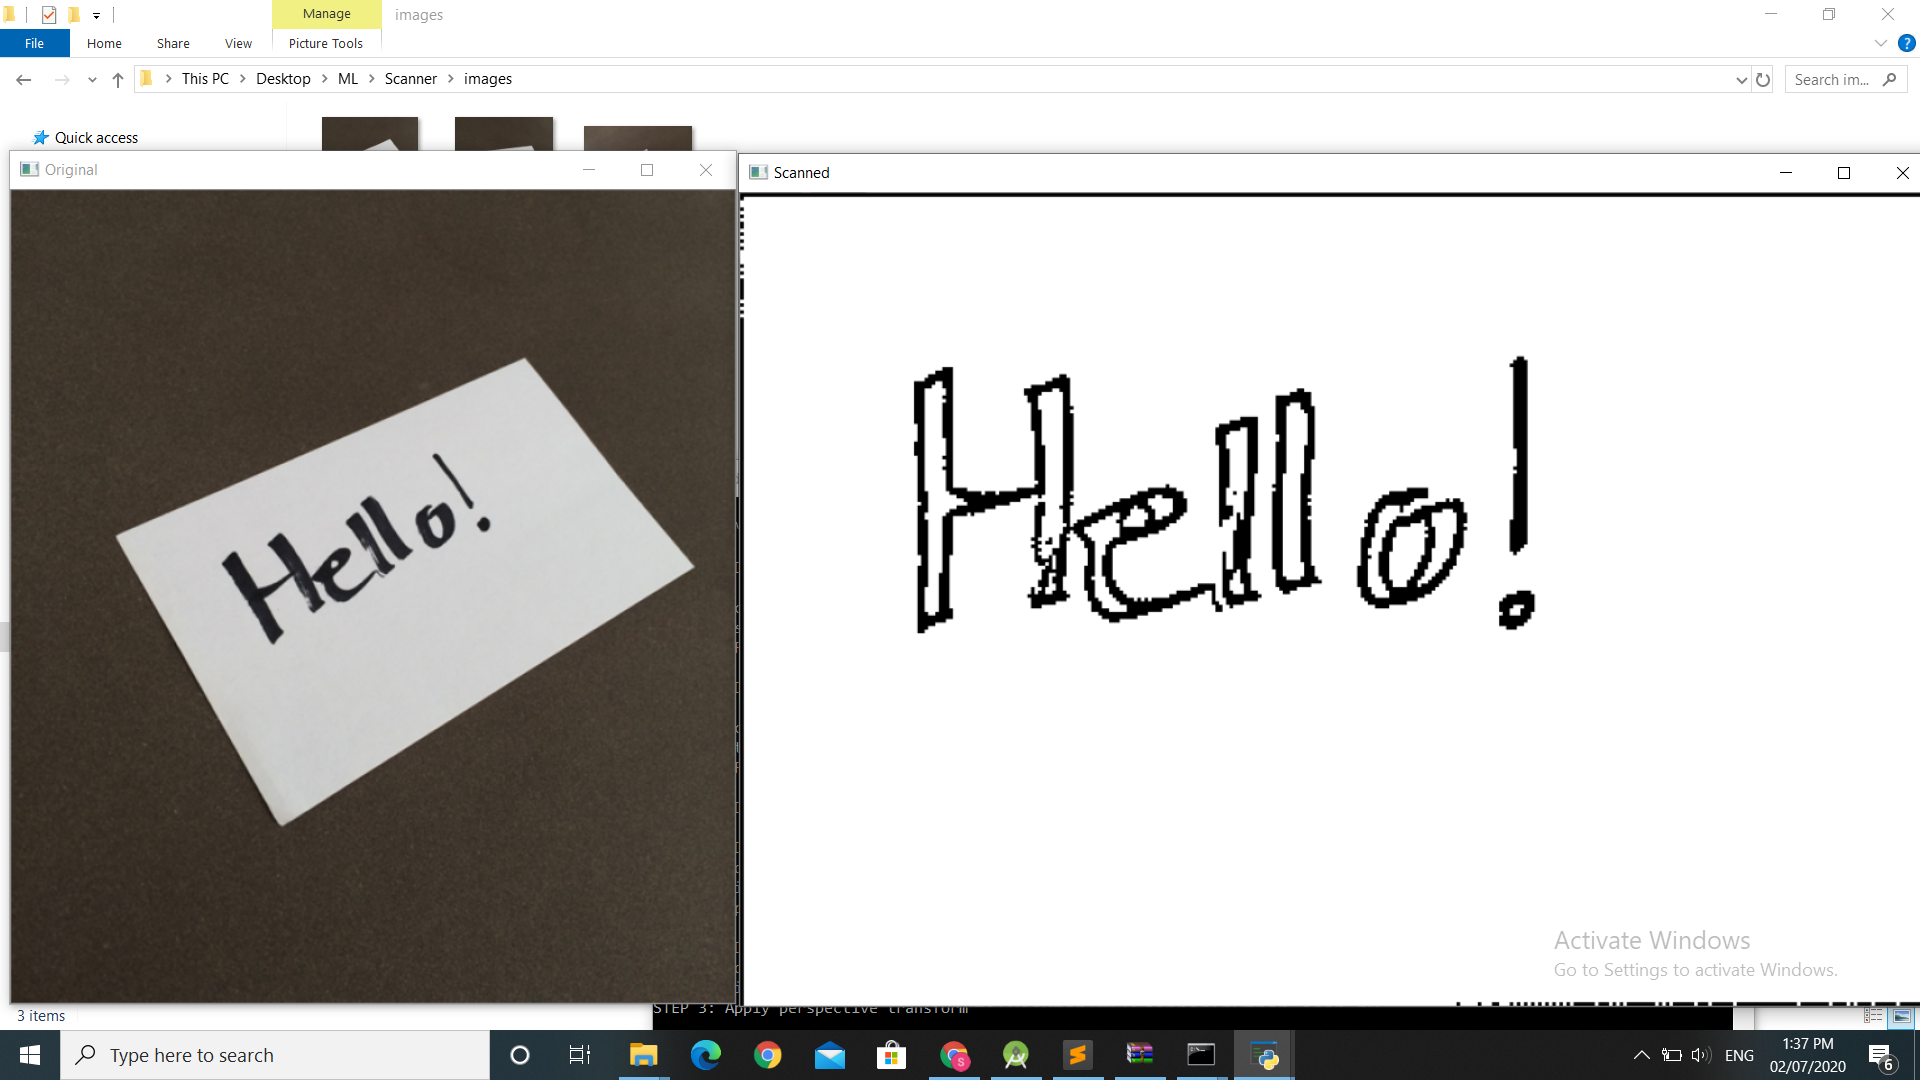 Manage
images
File
Home
Share
View
Picture Tools
This PC
Desktop
ML
Scanner
images
Search im...
Quick access
Original
Scanned
Hello!
Hello!
Activate Windows
Go to Settings to activate Windows.
3 items
STEP 3: Apply perspective transform
Type here to search
ENG
1:37 PM
02/07/2020
6